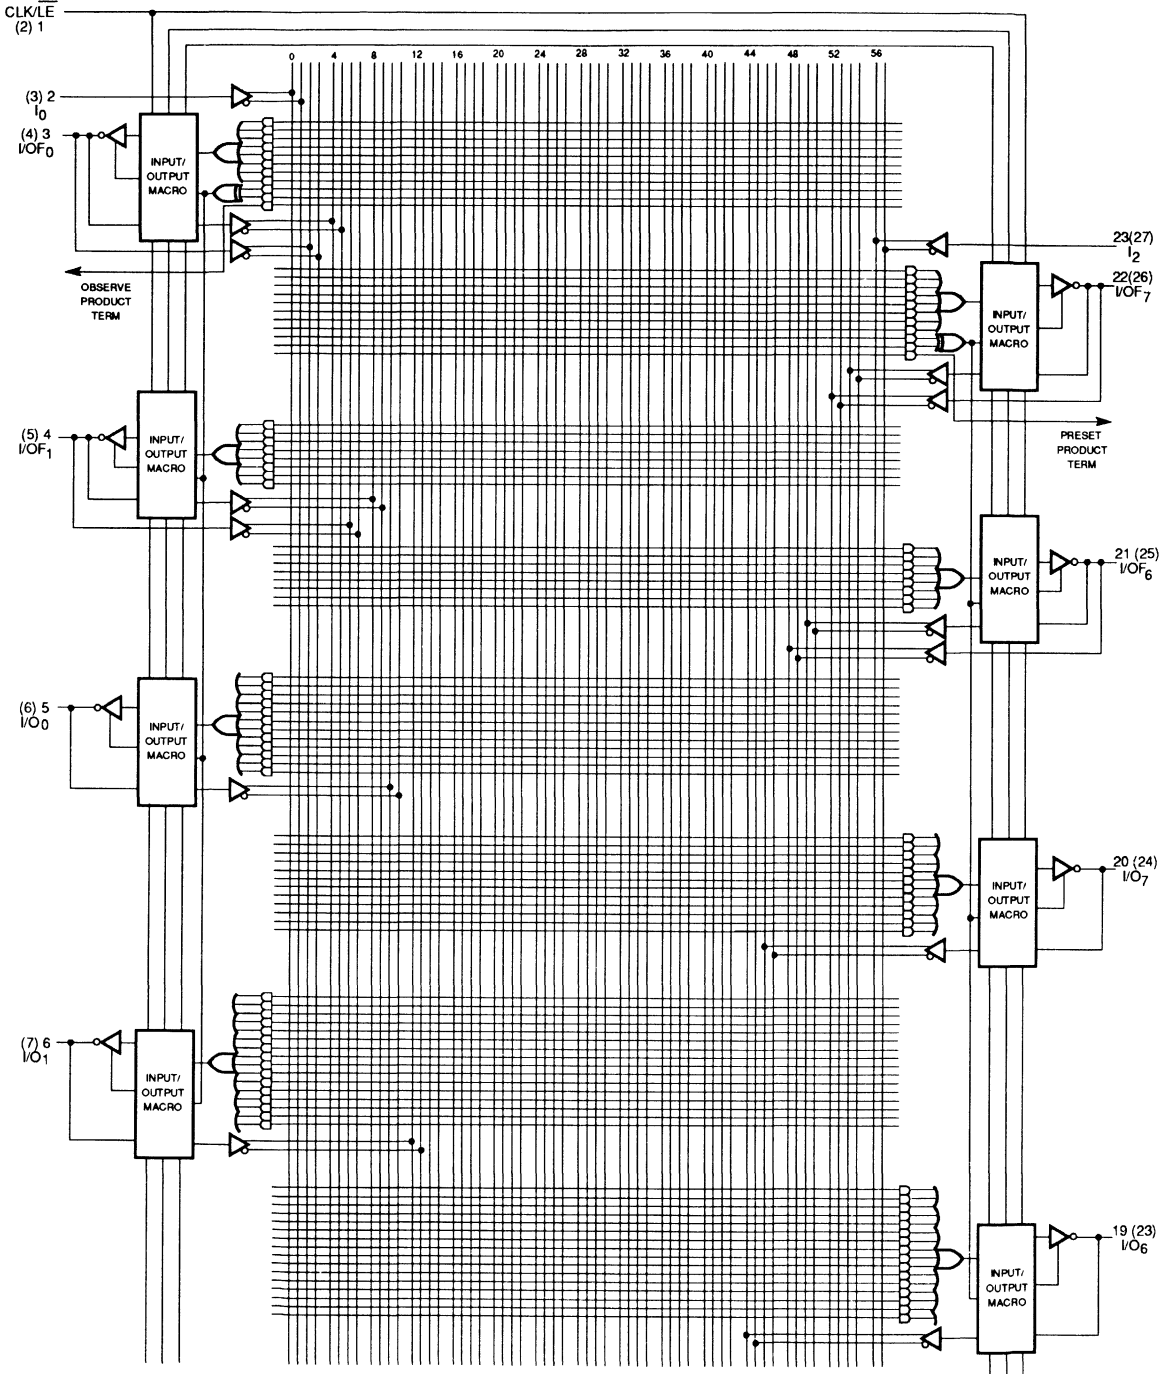 CLK/LE
(2) 1
0 4 8 12 16 20 24 28 32 36 40 44 48 52 56
(3) 2
I0
(4) 3
I/OF0
INPUT/
OUTPUT
MACRO
23(27)
I2
OBSERVE
PRODUCT
TERM
22(26)
I/OF7
INPUT/
OUTPUT
MACRO
(5) 4
I/OF1
INPUT/
OUTPUT
MACRO
PRESET
PRODUCT
TERM
21 (25)
I/OF6
INPUT/
OUTPUT
MACRO
(6) 5
I/O0
INPUT/
OUTPUT
MACRO
20 (24)
I/O7
INPUT/
OUTPUT
MACRO
(7) 6
I/O1
INPUT/
OUTPUT
MACRO
19 (23)
I/O6
INPUT/
OUTPUT
MACRO